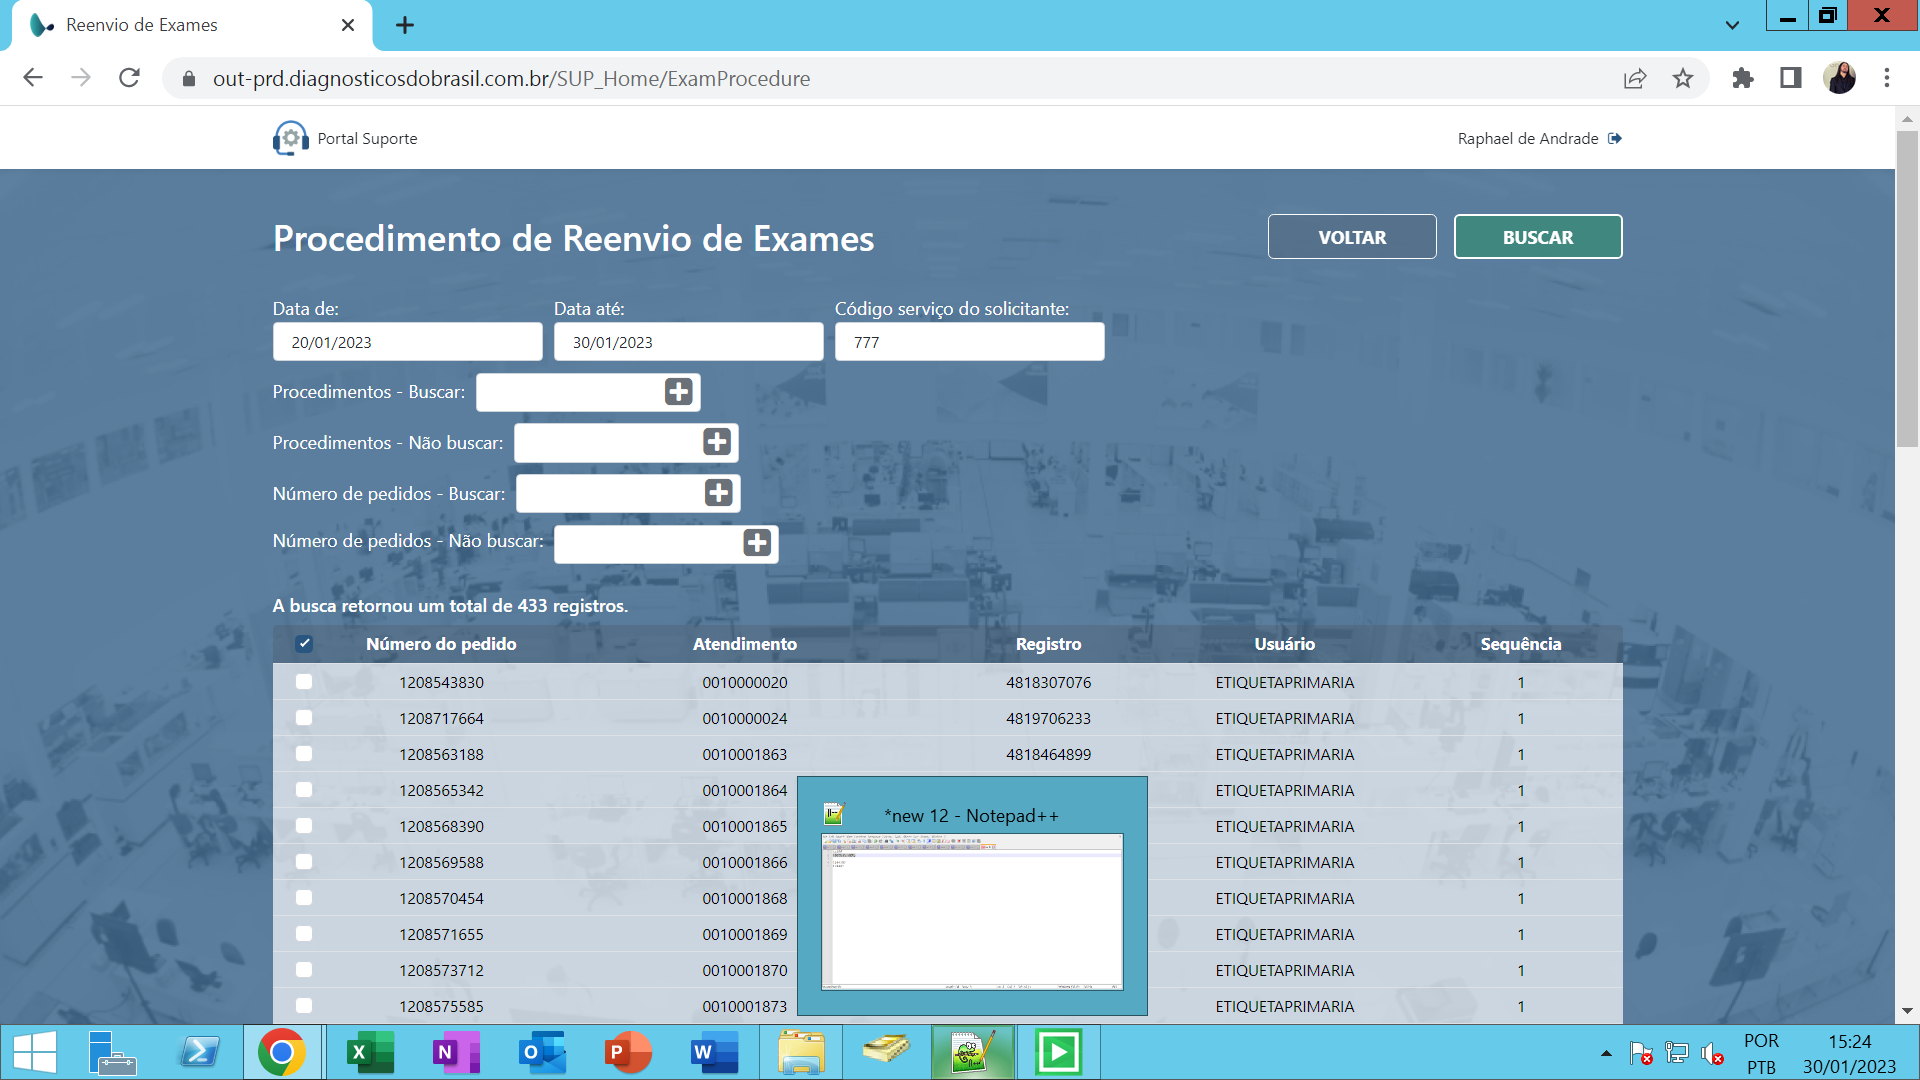 Reenvio de Exames
out-prd.diagnosticosdobrasil.com.br/SUP_Home/ExamProcedure
Portal Suporte
Raphael de Andrade
Procedimento de Reenvio de Exames
VOLTAR
BUSCAR
Data de:
Data até:
Código serviço do solicitante:
20/01/2023
30/01/2023
777
Procedimentos - Buscar:
Procedimentos - Não buscar:
Número de pedidos - Buscar:
Número de pedidos - Não buscar:
A busca retornou um total de 433 registros.
Número do pedido Atendimento Registro Usuário Sequência
1208543830 0010000020 4818307076 ETIQUETAPRIMARIA 1
1208717664 0010000024 4819706233 ETIQUETAPRIMARIA 1
1208563188 0010001863 4818464899 ETIQUETAPRIMARIA 1
1208565342 0010001864 ETIQUETAPRIMARIA 1
1208568390 0010001865 ETIQUETAPRIMARIA 1
1208569588 0010001866 ETIQUETAPRIMARIA 1
1208570454 0010001868 ETIQUETAPRIMARIA 1
1208571655 0010001869 ETIQUETAPRIMARIA 1
1208573712 0010001870 ETIQUETAPRIMARIA 1
1208575585 0010001873 ETIQUETAPRIMARIA 1
*new 12 - Notepad++
POR
PTB
15:24
30/01/2023